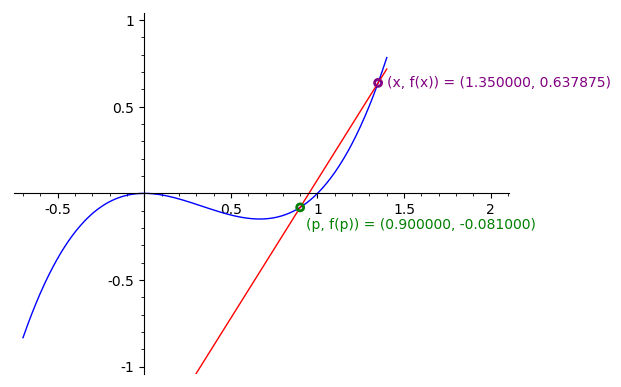 1
(x, f(x)) = (1.350000, 0.637875)
0.5
-0.5 0.5 1 1.5 2
(p, f(p)) = (0.900000, -0.081000)
-0.5
-1